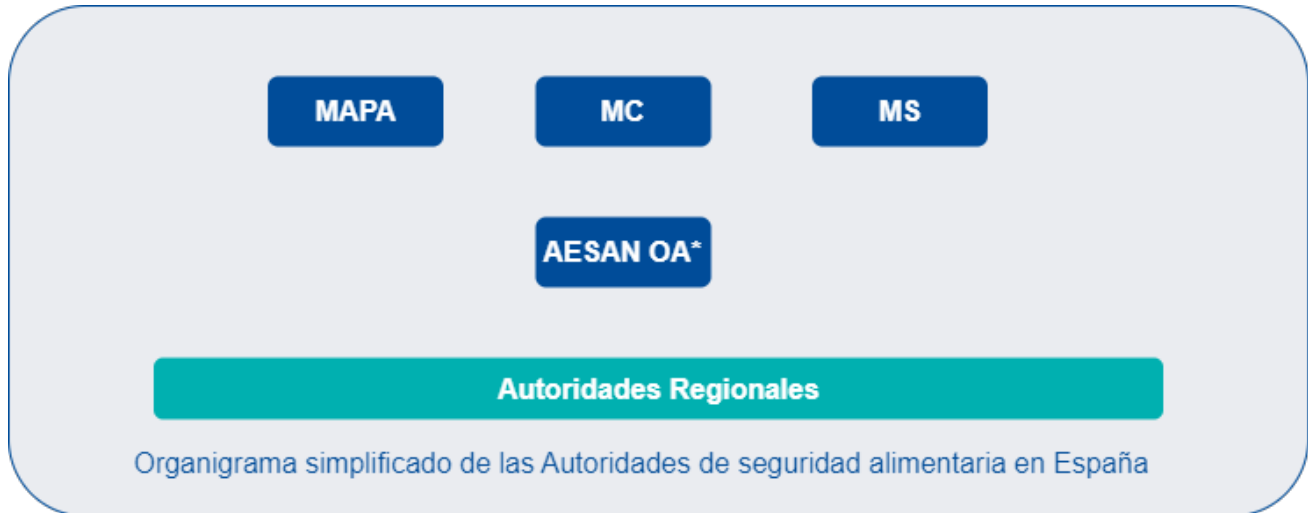 MAPA MC MS
AESAN OA*
Autoridades Regionales
Organigrama simplificado de las Autoridades de seguridad alimentaria en España